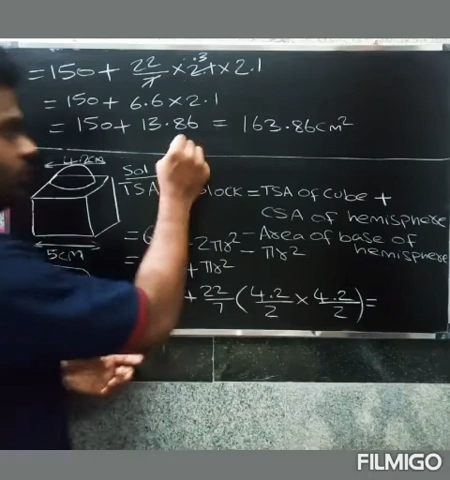 = 150 + 22/7 × 2.1 × 2.1 .3
= 150 + 6.6 × 2.1
= 150 + 13.86 = 163.86 cm²
4.2cm
Sol
TSA block = TSA of cube +
CSA of hemisphere
- Area of base of
hemisphere
= 2πr² - πr²
= + πr²
5cm
+ 22/7 ( 4.2/2 × 4.2/2 ) =
FILMIGO